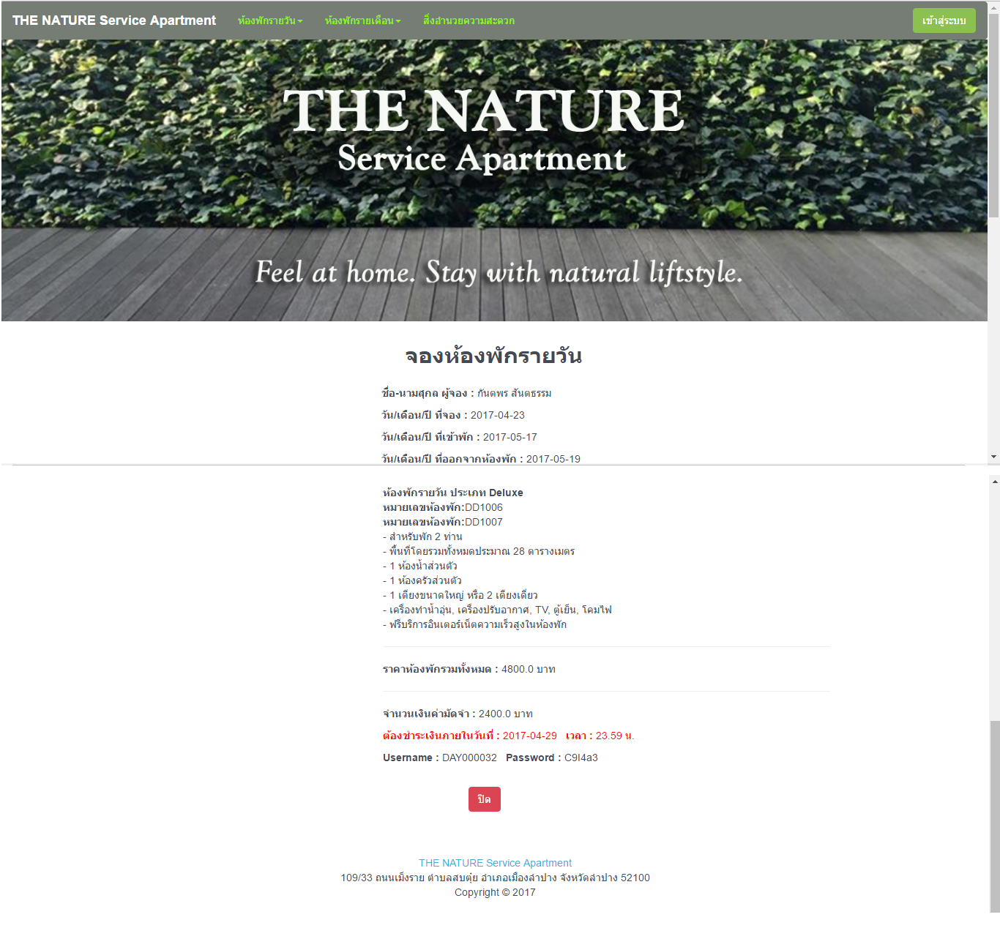 THE NATURE Service Apartment ห้องพักรายวัน ห้องพักรายเดือน สิ่งอำนวยความสะดวก เข้าสู่ระบบ
THE NATURE
Service Apartment
Feel at home. Stay with natural liftstyle.
จองห้องพักรายวัน
ชื่อ-นามสุกล ผู้จอง : กันตพร สันตธรรม
วัน/เดือน/ปี ที่จอง : 2017-04-23
วัน/เดือน/ปี ที่เข้าพัก : 2017-05-17
วัน/เดือน/ปี ที่ออกจากห้องพัก : 2017-05-19
ห้องพักรายวัน ประเภท Deluxe
หมายเลขห้องพัก:DD1006
หมายเลขห้องพัก:DD1007
- สำหรับพัก 2 ท่าน
- พื้นที่โดยรวมทั้งหมดประมาณ 28 ตารางเมตร
- 1 ห้องน้ำส่วนตัว
- 1 ห้องครัวส่วนตัว
- 1 เตียงขนาดใหญ่ หรือ 2 เตียงเดี่ยว
- เครื่องทำน้ำอุ่น, เครื่องปรับอากาศ, TV, ตู้เย็น, โคมไฟ
- ฟรีบริการอินเตอร์เน็ตความเร็วสูงในห้องพัก
ราคาห้องพักรวมทั้งหมด : 4800.0 บาท
จำนวนเงินค่ามัดจำ : 2400.0 บาท
ต้องชำระเงินภายในวันที่ : 2017-04-29 เวลา : 23.59 น.
Username : DAY000032 Password : C9I4a3
ปิด
THE NATURE Service Apartment
109/33 ถนนเม็งราย ตำบลสบตุ๋ย อำเภอเมืองลำปาง จังหวัดลำปาง 52100
Copyright © 2017